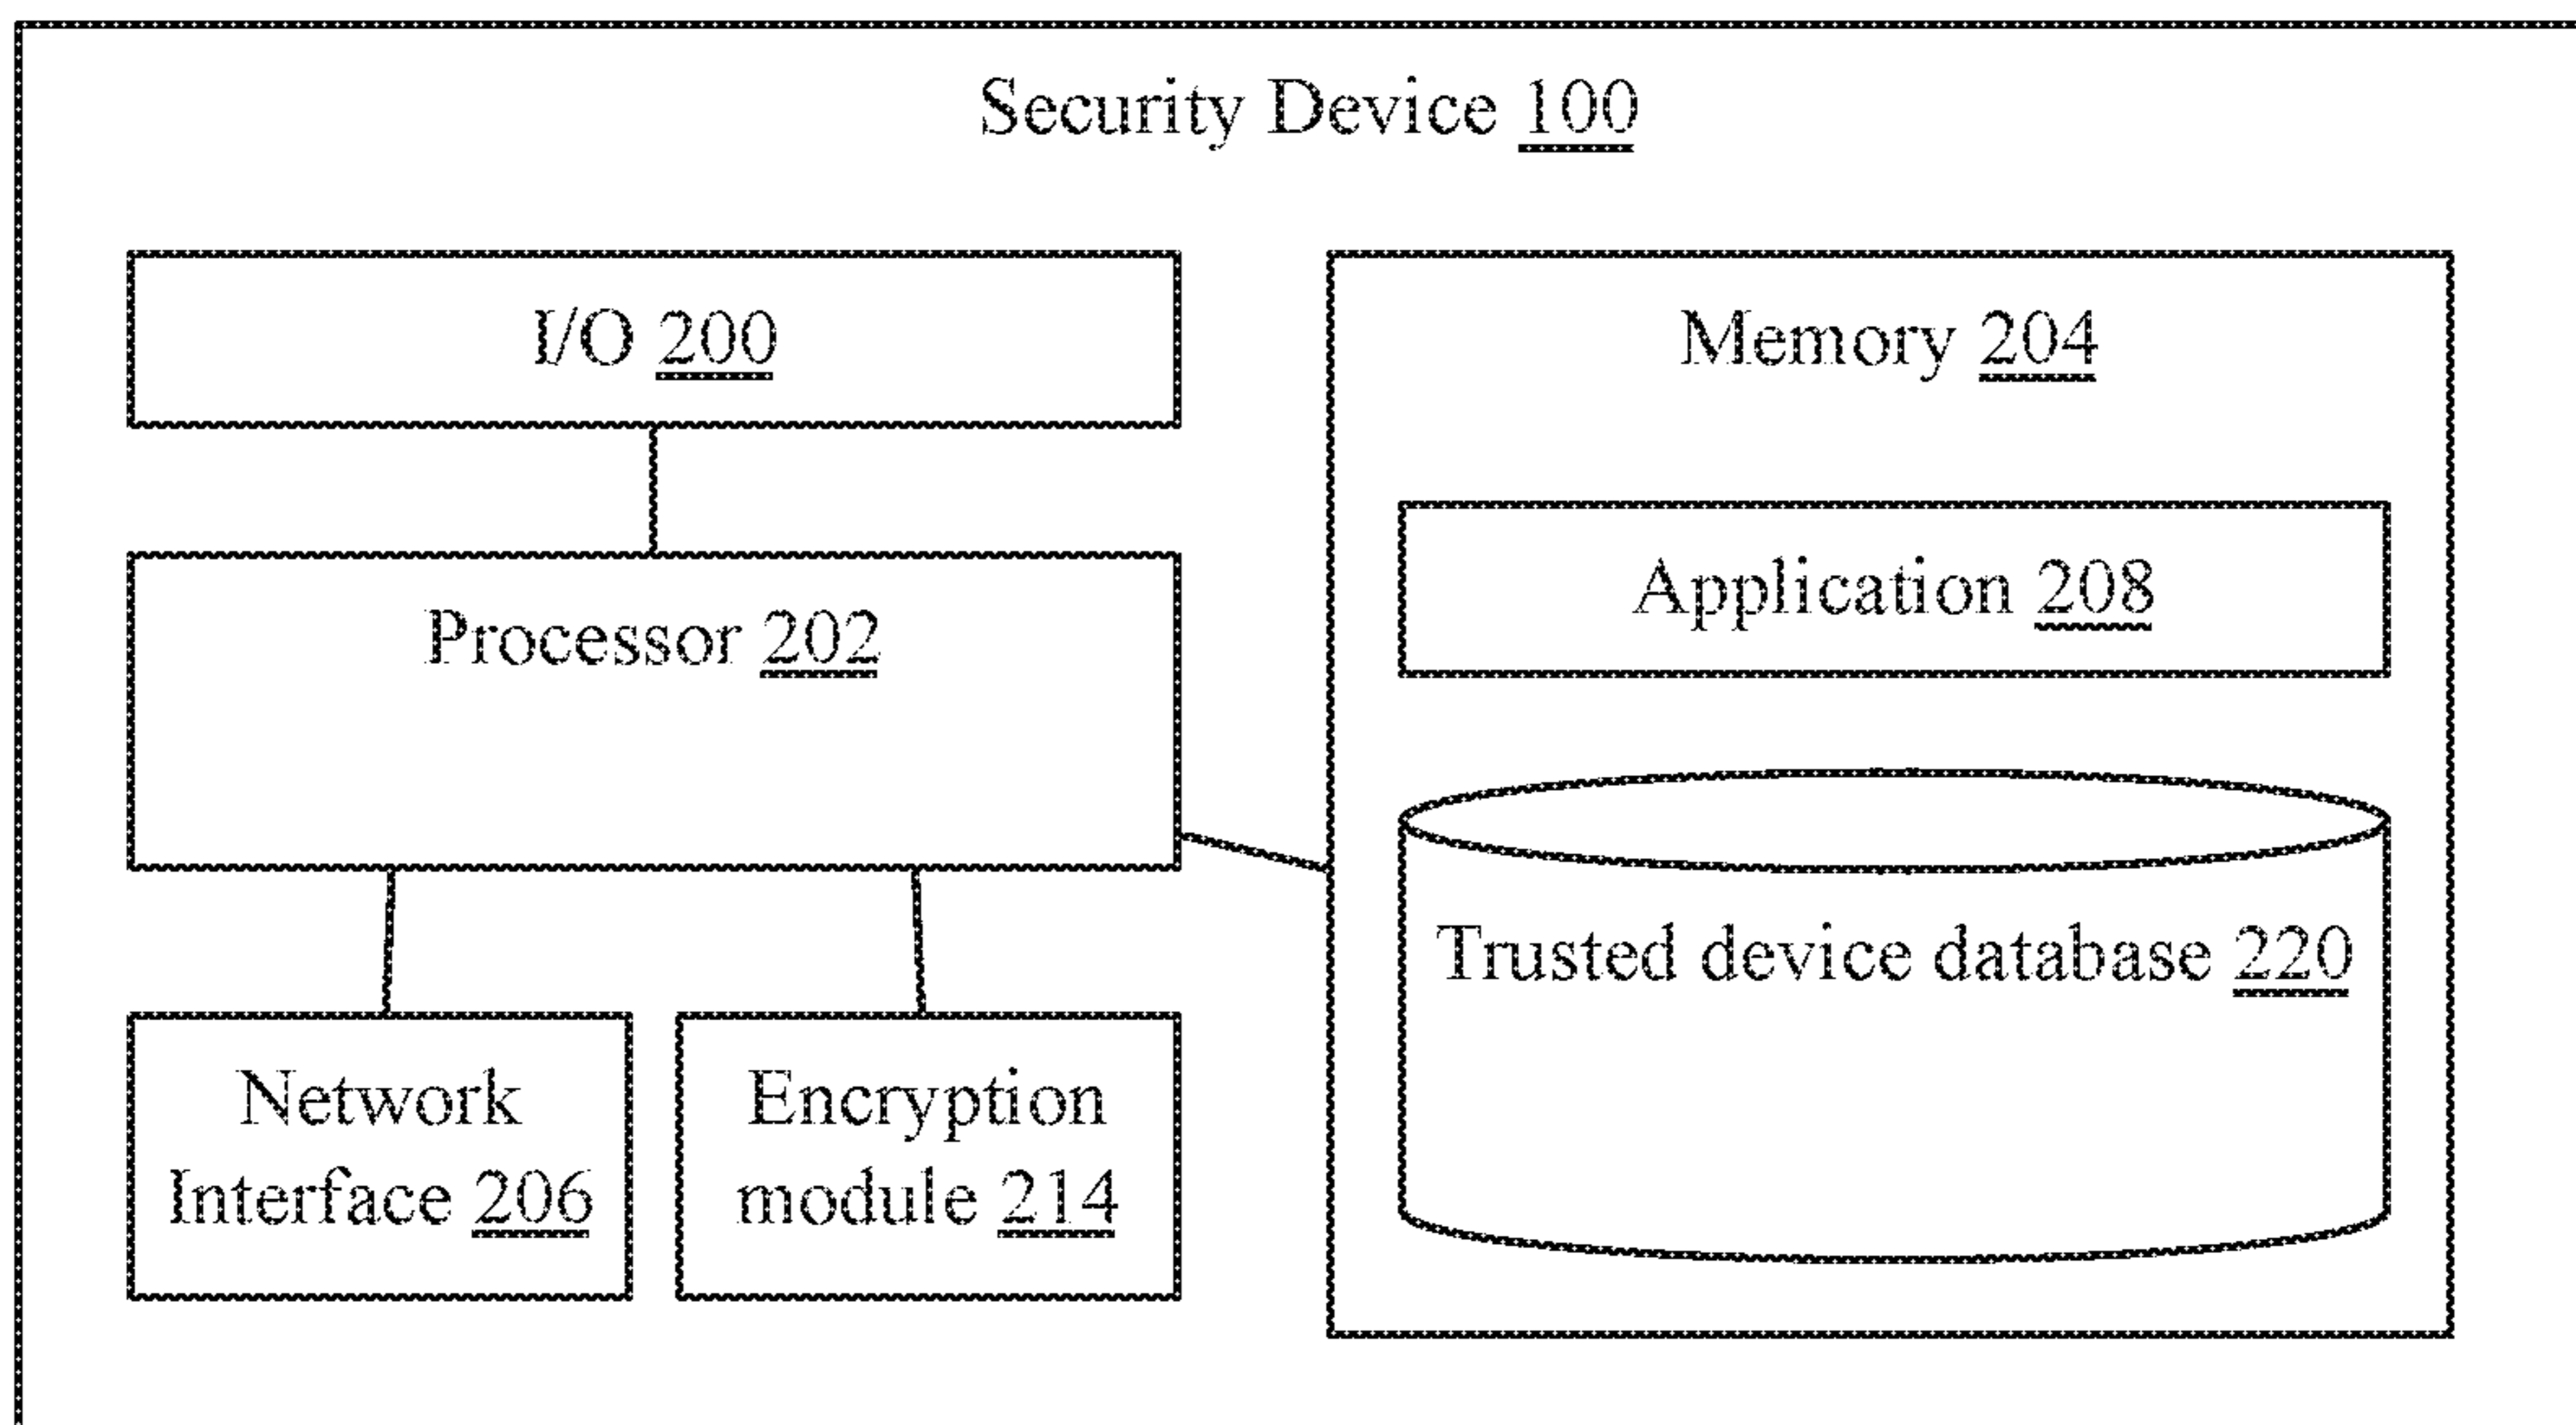 Security Device 100
I/O 200
Processor 202
Network
Interface 206
Encryption
module 214
Memory 204
Application 208
Trusted device database 220